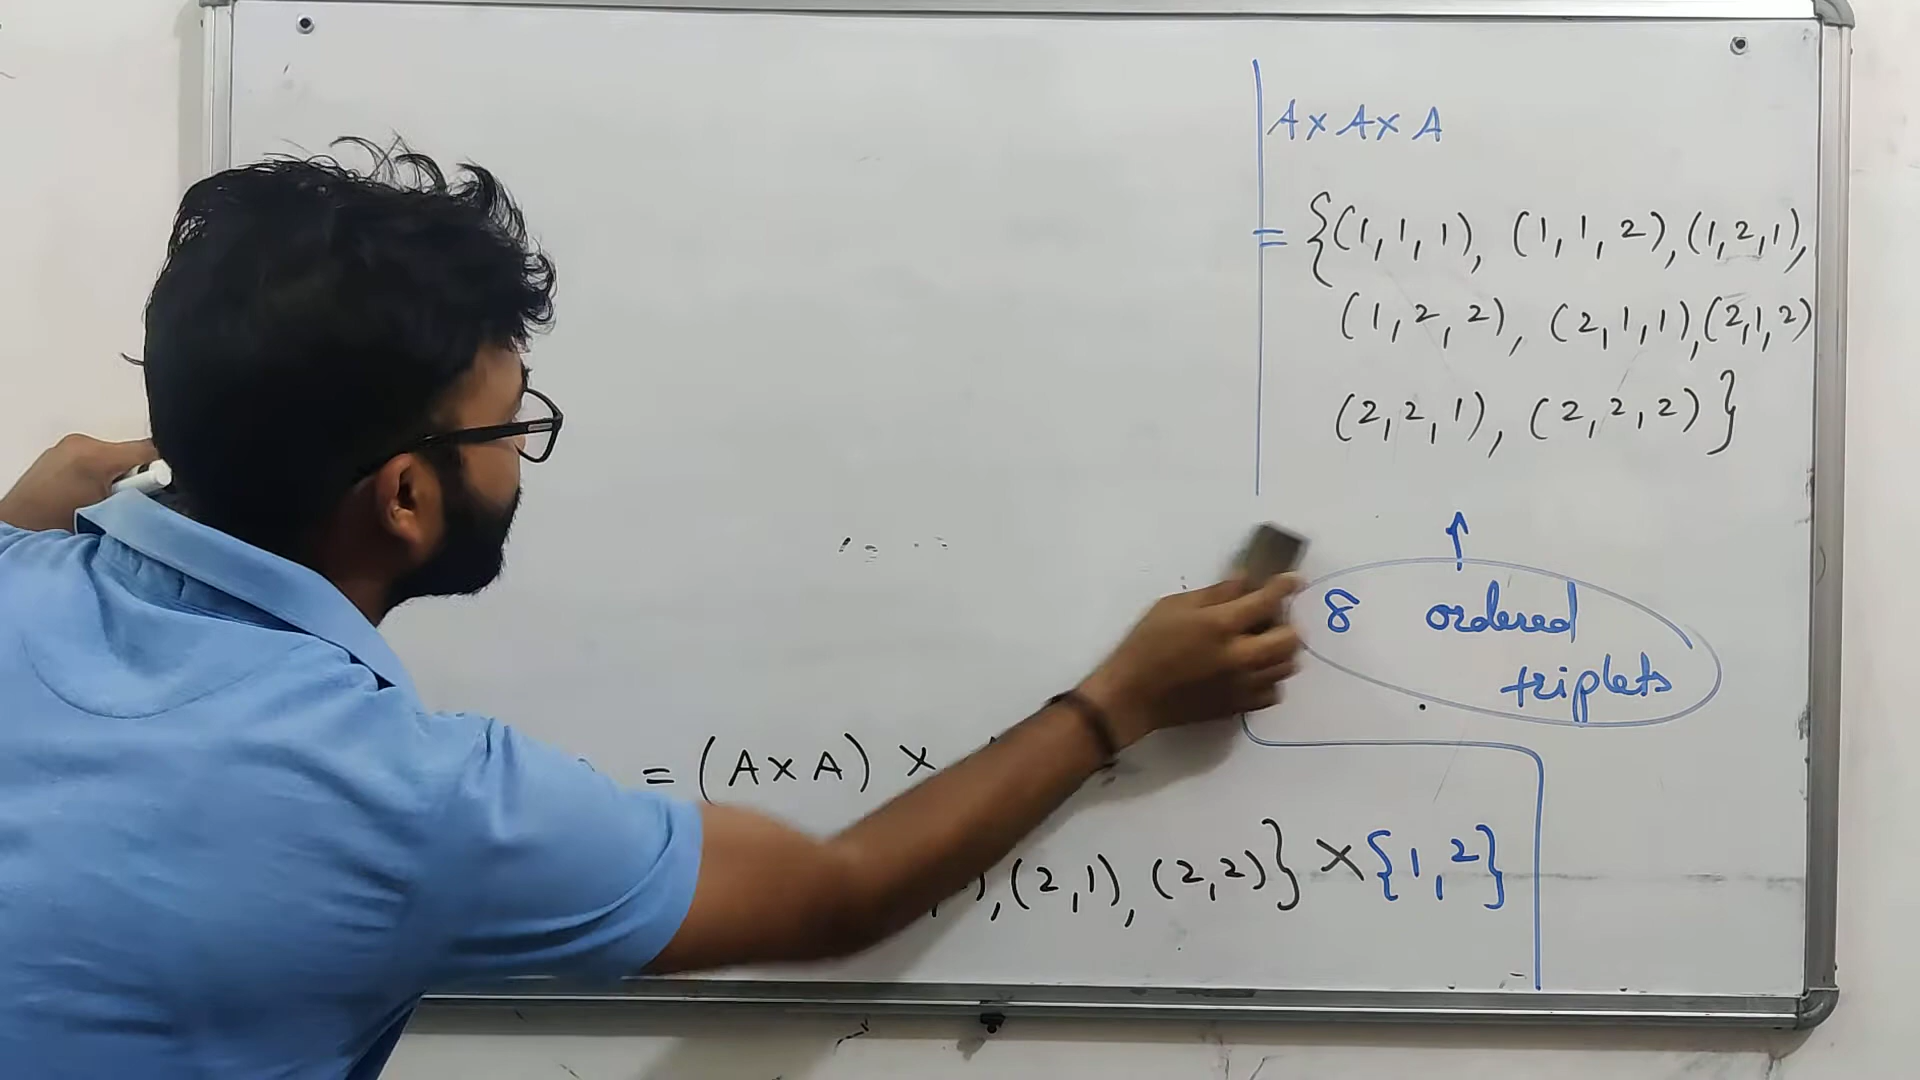 A × A × A
= {(1,1,1), (1,1,2), (1,2,1),
(1,2,2), (2,1,1), (2,1,2)
(2,2,1), (2,2,2)}
8 ordered
triplets
= (A × A) ×
, (2,1), (2,2)} × {1,2}